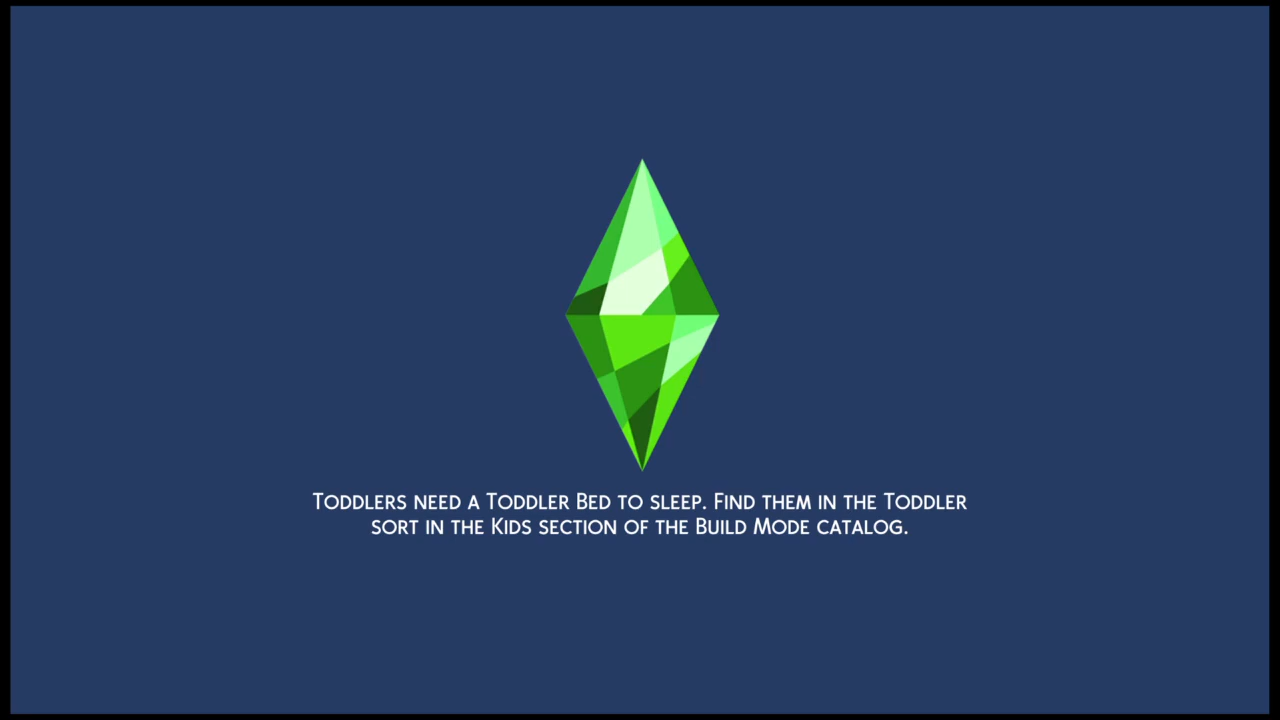 Toddlers need a Toddler Bed to sleep. Find them in the Toddler
sort in the Kids section of the Build Mode catalog.